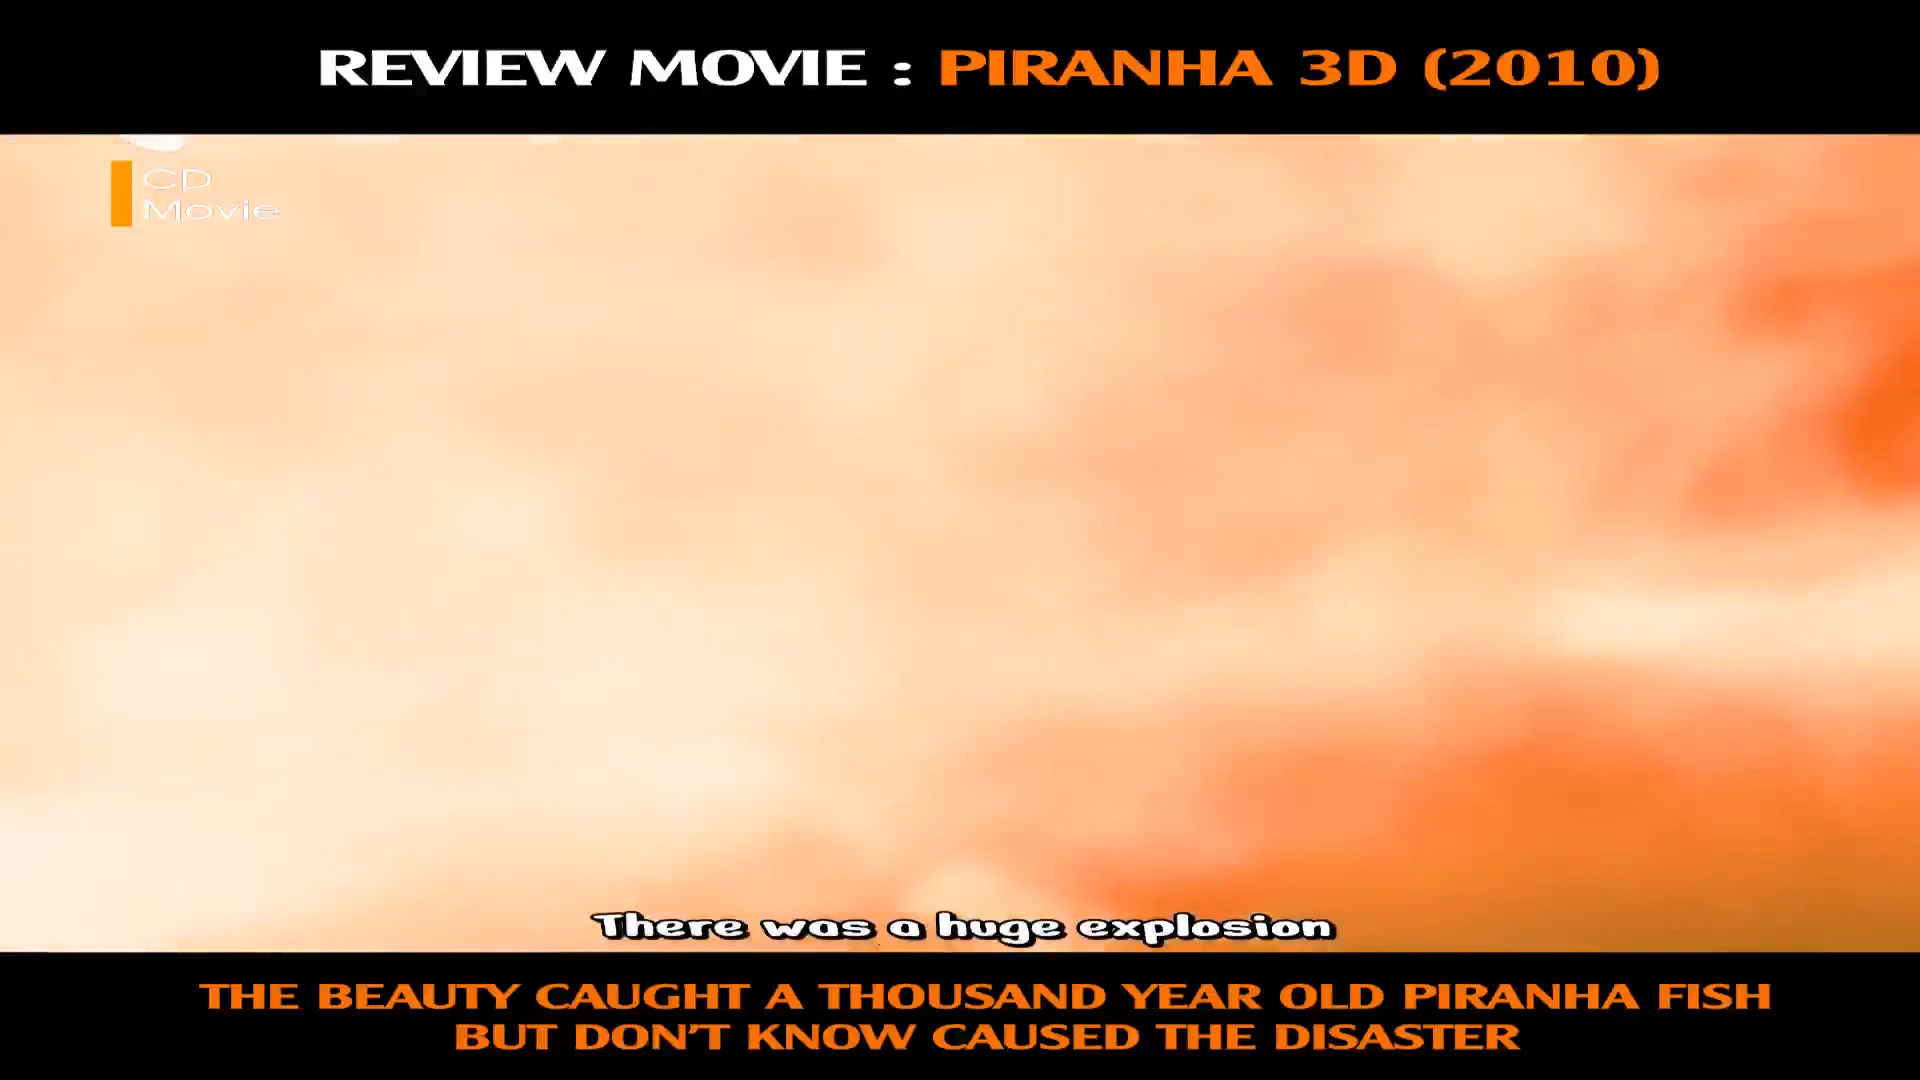 REVIEW MOVIE : PIRANHA 3D (2010)
CD
Movie
There was a huge explosion
THE BEAUTY CAUGHT A THOUSAND YEAR OLD PIRANHA FISH
BUT DON'T KNOW CAUSED THE DISASTER